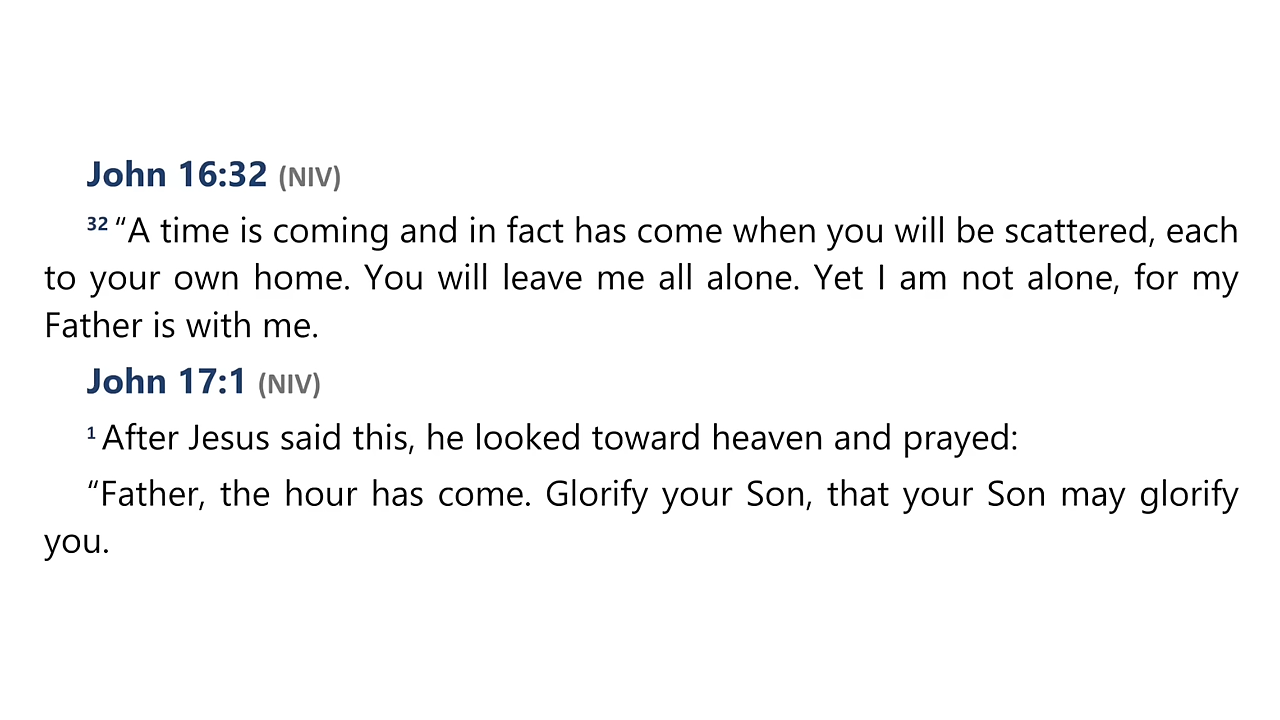 John 16:32 (NIV)
32 “A time is coming and in fact has come when you will be scattered, each
to your own home. You will leave me all alone. Yet I am not alone, for my
Father is with me.
John 17:1 (NIV)
1 After Jesus said this, he looked toward heaven and prayed:
“Father, the hour has come. Glorify your Son, that your Son may glorify
you.